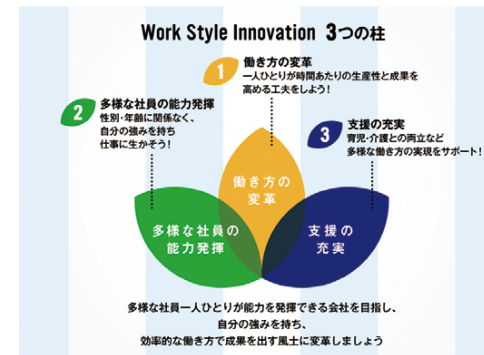 Work Style Innovation 3つの柱
1
働き方の変革
一人ひとりが時間あたりの生産性と成果を
高める工夫をしよう!
2
多様な社員の能力発揮
性別・年齢に関係なく、
自分の強みを持ち
仕事に生かそう!
3
支援の充実
育児・介護との両立など
多様な働き方の実現をサポート!
働き方の
変革
多様な社員の
能力発揮
支援の
充実
多様な社員一人ひとりが能力を発揮できる会社を目指し、
自分の強みを持ち、
効率的な働き方で成果を出す風土に変革しましょう